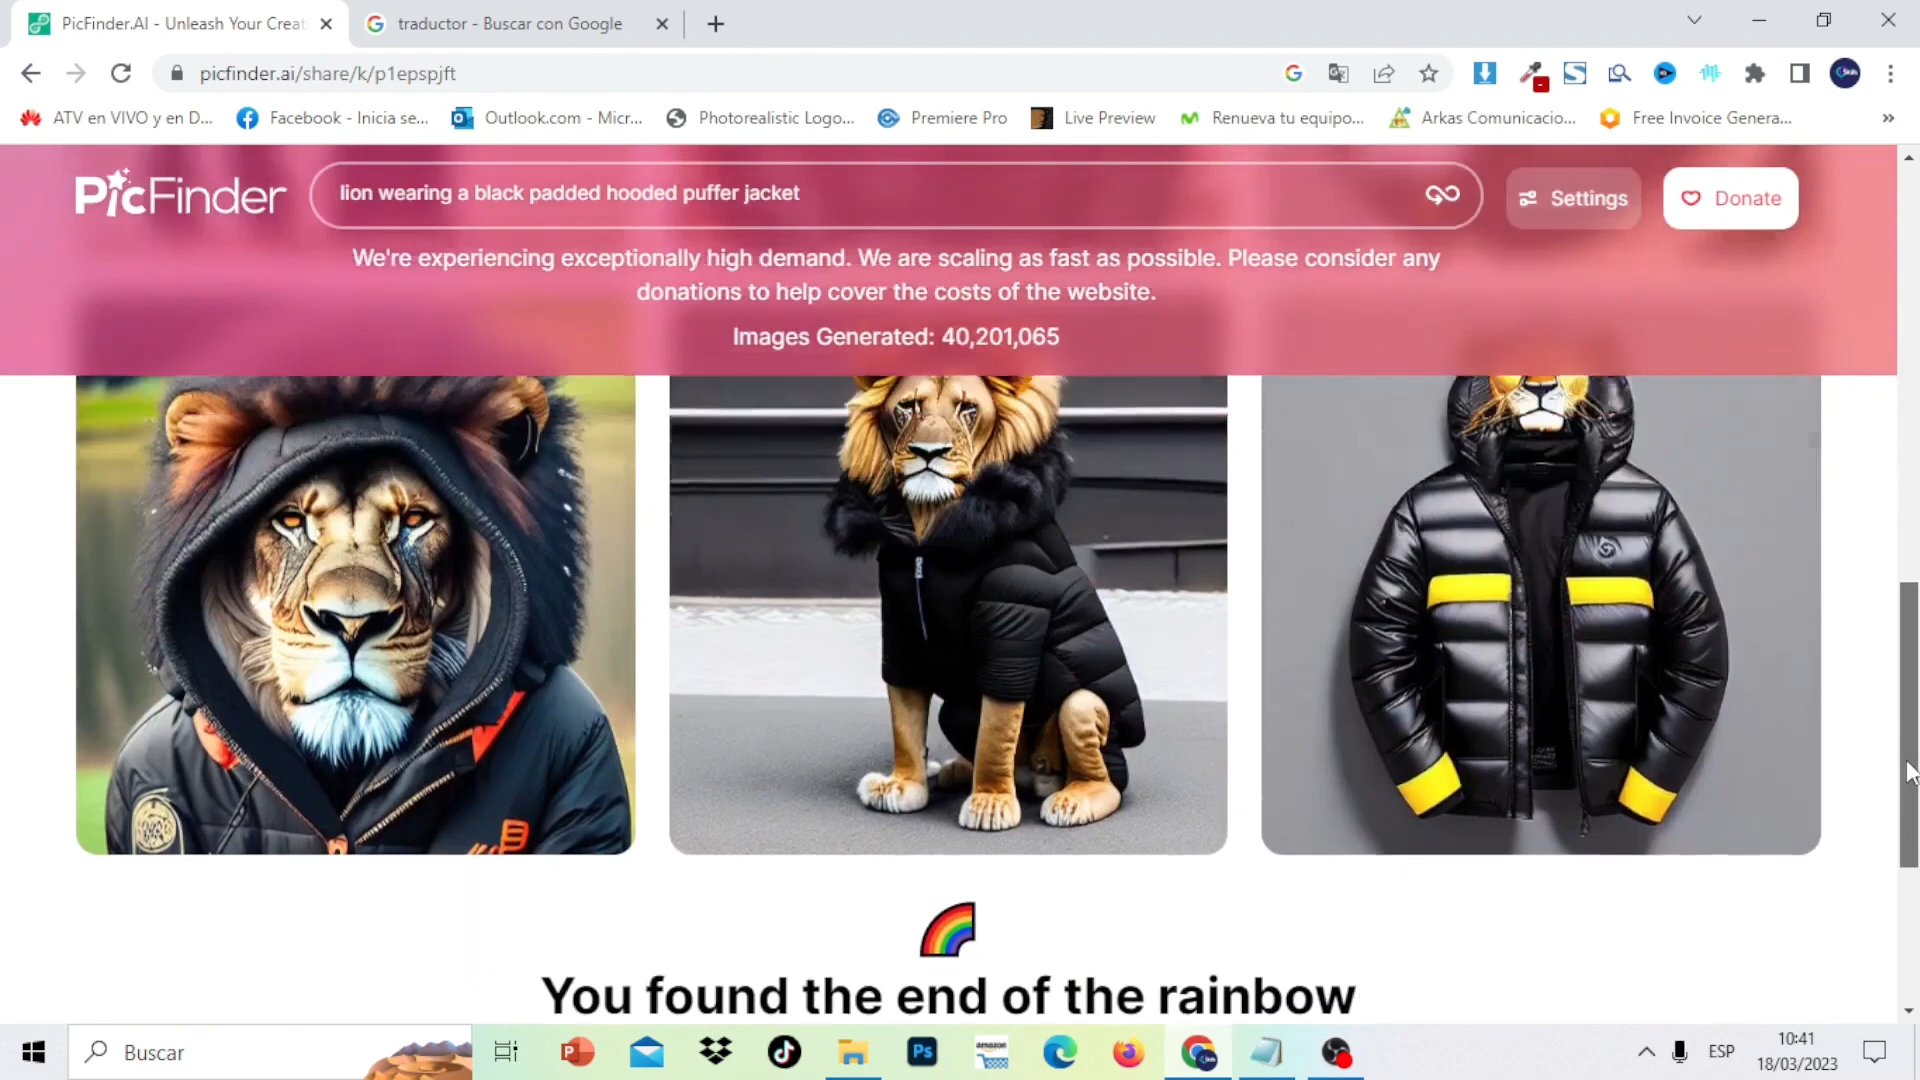 PicFinder.AI - Unleash Your Creat
traductor - Buscar con Google
picfinder.ai/share/k/p1epspjft
ATV en VIVO y en D...
Facebook - Inicia se...
Outlook.com - Micr...
Photorealistic Logo...
Premiere Pro
Live Preview
Renueva tu equipo...
Arkas Comunicacio...
Free Invoice Genera...
PicFinder
lion wearing a black padded hooded puffer jacket
Settings
Donate
We're experiencing exceptionally high demand. We are scaling as fast as possible. Please consider any
donations to help cover the costs of the website.
Images Generated: 40,201,065
You found the end of the rainbow
Buscar
Ps
amazon
ESP
10:41
18/03/2023